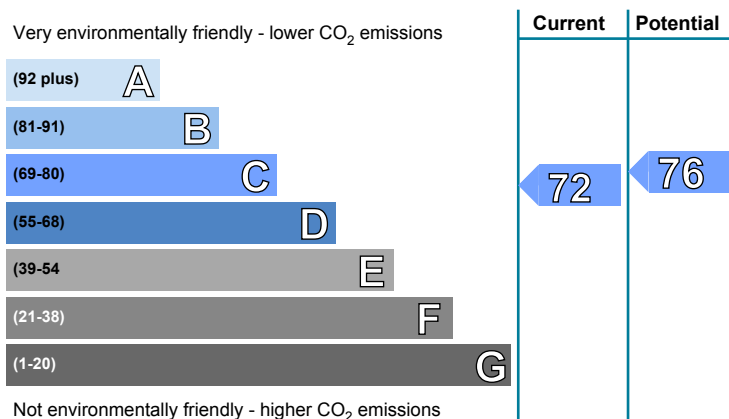 Current Potential
Very environmentally friendly - lower CO2 emissions
(92 plus) A
(81-91) B
(69-80) C
72 76
(55-68) D
(39-54 E
(21-38) F
(1-20) G
Not environmentally friendly - higher CO2 emissions